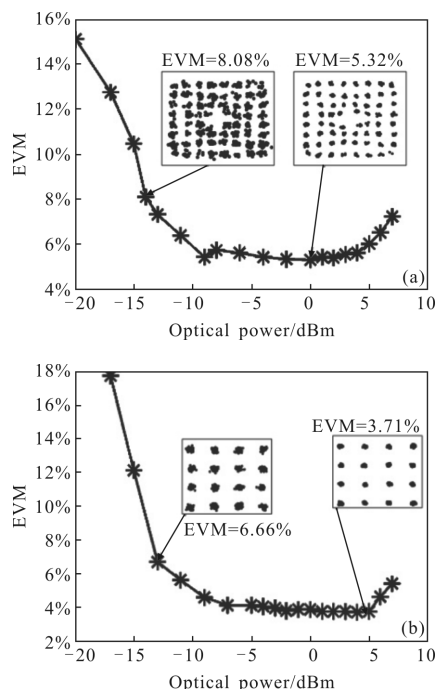 16%
EVM=8.08% EVM=5.32%
14%
12%
10%
8%
6%
4%
EVM
(a)
−20 −15 −10 −5 0 5 10
Optical power/dBm
18%
16%
EVM=3.71%
14%
12%
10%
EVM=6.66%
8%
6%
4%
2%
EVM
(b)
−20 −15 −10 −5 0 5 10
Optical power/dBm